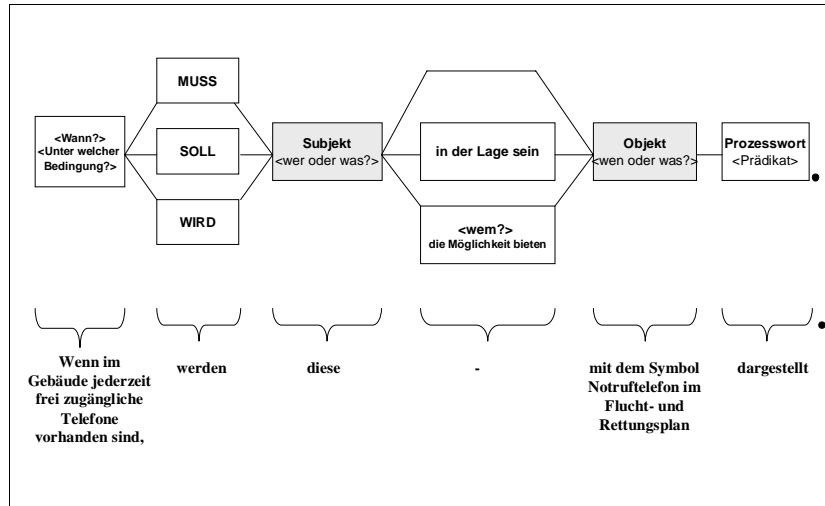 <Wann?>
<Unter welcher
Bedingung?>
MUSS
SOLL
WIRD
Subjekt
<wer oder was?>
in der Lage sein
<wem?>
die Möglichkeit bieten
Objekt
<wen oder was?>
Prozesswort
<Prädikat>
Wenn im
Gebäude jederzeit
frei zugängliche
Telefone
vorhanden sind,
werden
diese
-
mit dem Symbol
Notruftelefon im
Flucht- und
Rettungsplan
dargestellt